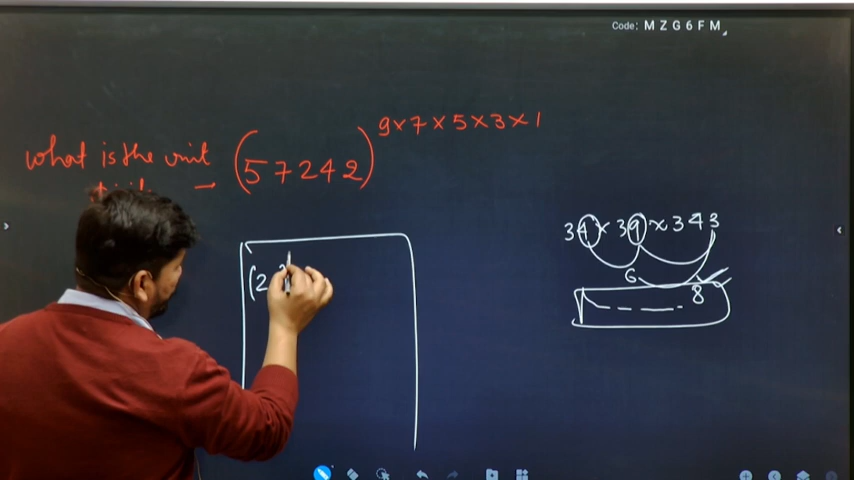 Code: M Z G 6 F M
what is the unit → (57242)^9×7×5×3×1
34 × 39 × 343
6
8
(2